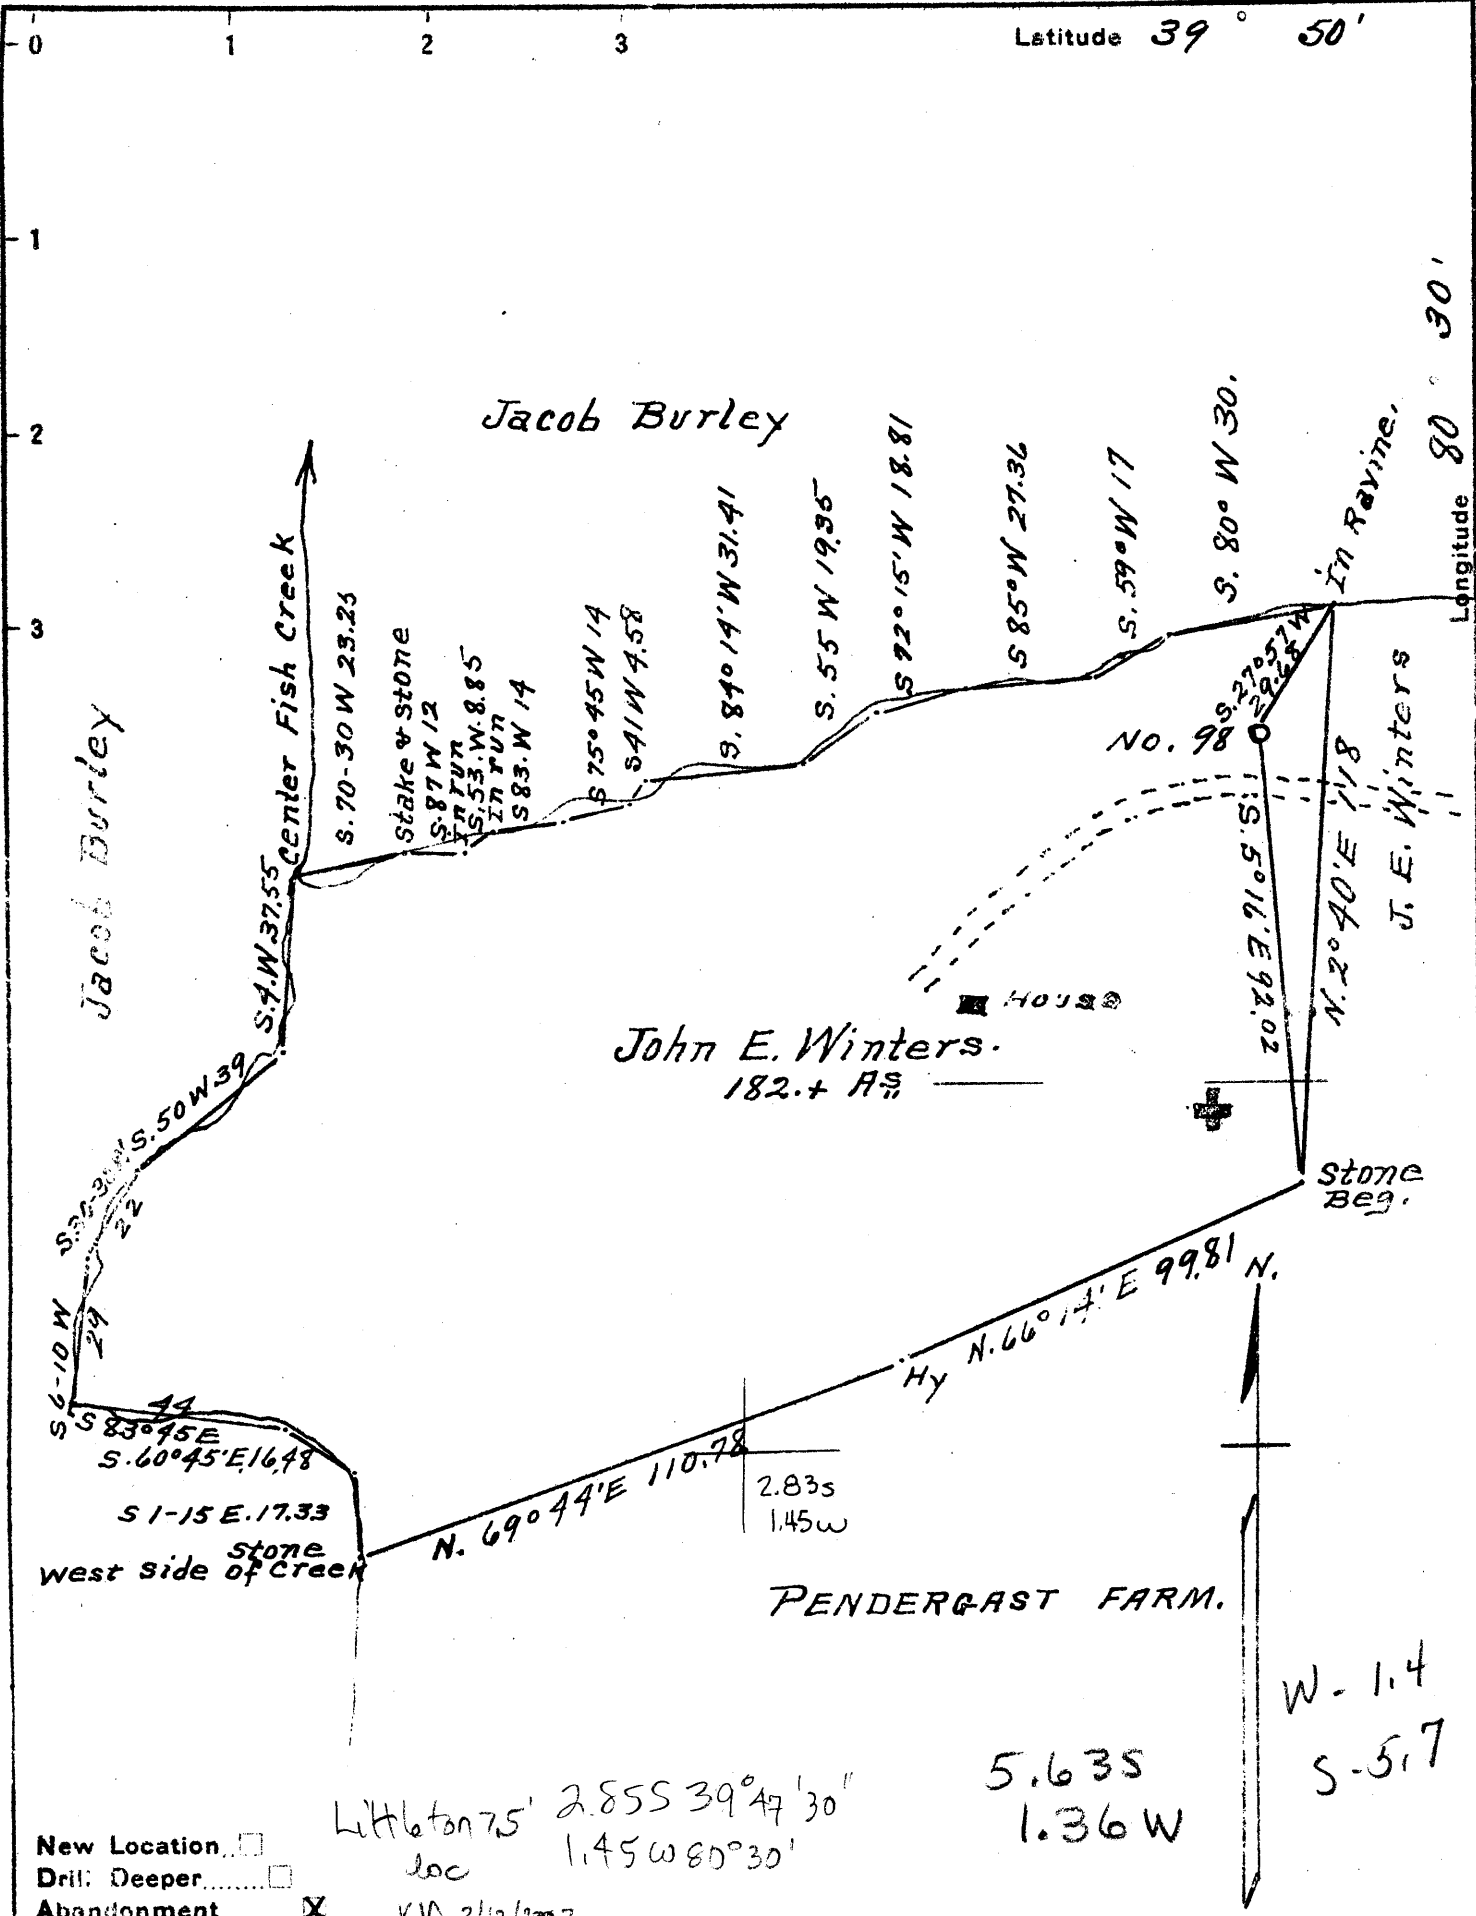 0 1 2 3 Latitude 39° 50'
1
2
3
Longitude 80° 30'
Jacob Burley
Jacob Burley
Center Fish Creek
S. 70-30 W 23.25
Stake & Stone
S. 87 W 12
In run
S. 53. W. 8.85
In run
S 83. W 14
S 75° 45 W 14
S 41 W 4.58
S. 84° 14' W 31.41
S. 55 W 19.35
S 72° 15' W 18.81
S 85° W 27.36
S. 59° W 17
S. 80° W 30.
In Ravine.
S. 27° 57' W
29.68
No. 98
S. 5° 16' E 92.02
N. 2° 40' E 118
J. E. Winters
House
John E. Winters.
182.+ As
S. 4. W. 37.55
S. 50 W 39
22
S 6-10 W
29
44
S 83° 45 E
S. 60° 45' E. 16.48
S 1-15 E. 17.33
Stone
West side of Creek
N. 69° 44' E 110.78
Hy
N. 66° 14' E 99.81
Stone
Beg.
N.
2.83s
1.45w
PENDERGAST FARM.
W - 1.4
S - 5.7
5.63S
1.36 W
Littleton 7.5' 2.85S 39° 47' 30"
loc 1.45 W 80° 30'
New Location
Drill Deeper
Abandonment X